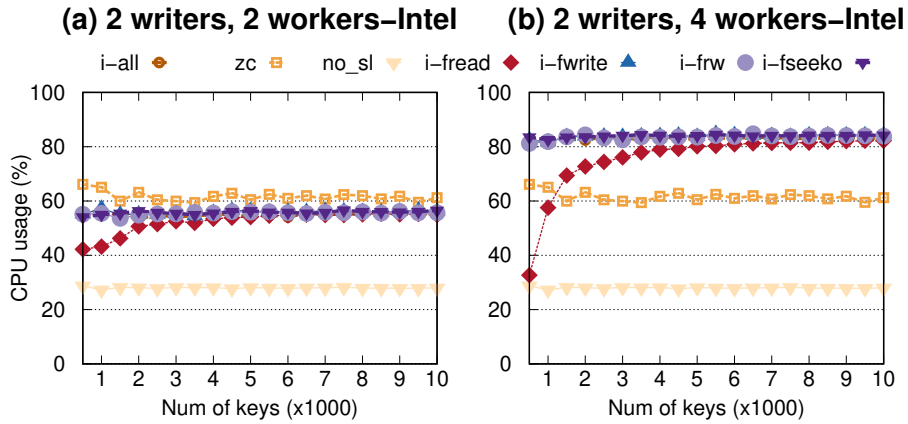 (a) 2 writers, 2 workers−Intel
(b) 2 writers, 4 workers−Intel
i−all zc no_sl i−fread i−fwrite i−frw i−fseeko
CPU usage (%)
100
80
60
40
20
0
1 2 3 4 5 6 7 8 9 10
Num of keys (x1000)
100
80
60
40
20
0
1 2 3 4 5 6 7 8 9 10
Num of keys (x1000)